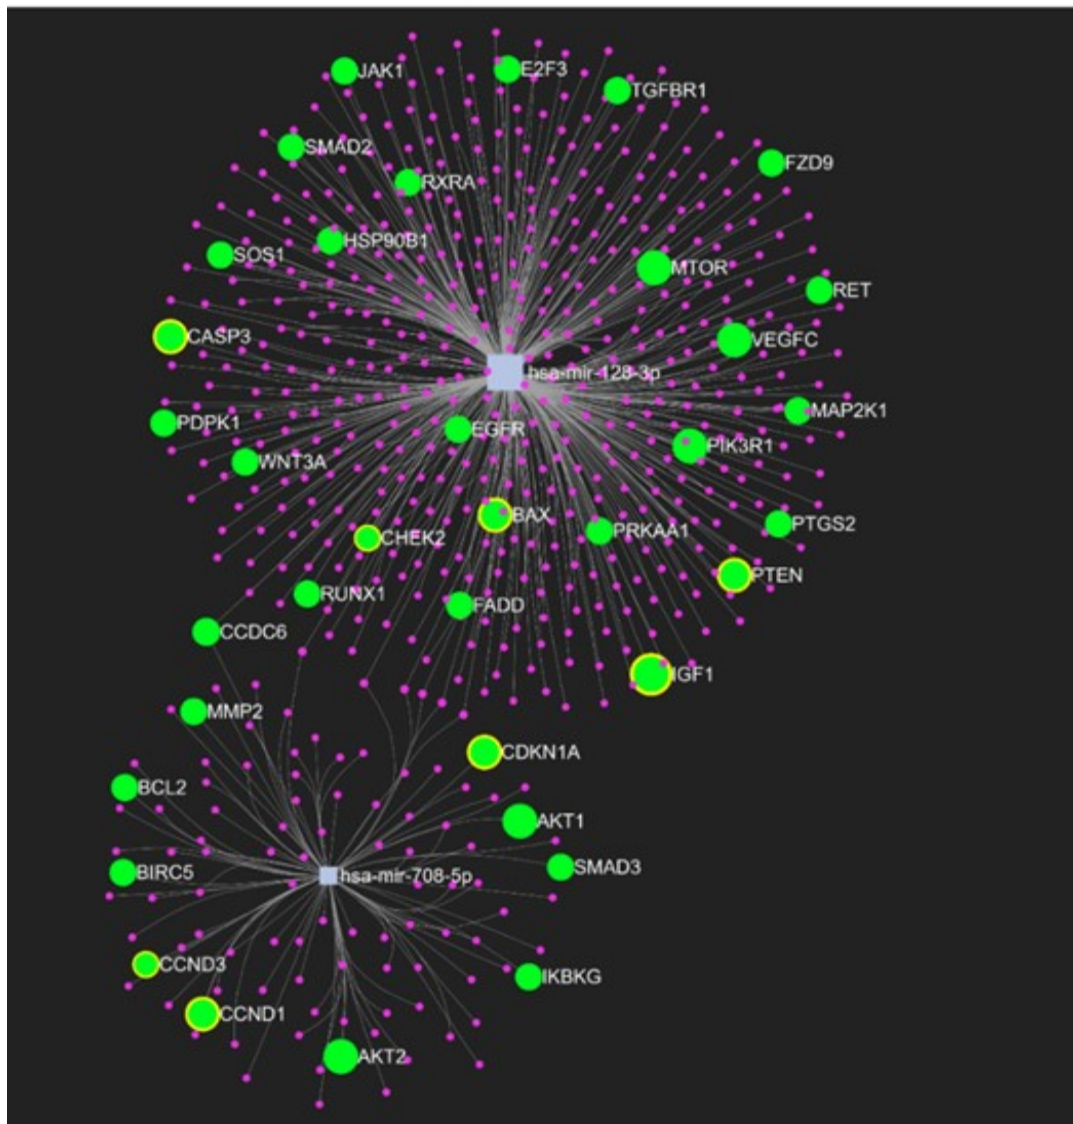 JAK1
E2F3
TGFBR1
SMAD2
FZD9
RXRA
HSP90B1
SOS1
MTOR
RET
CASP3
VEGFC
hsa-mir-128-3p
MAP2K1
PDPK1
EGFR
PIK3R1
WNT3A
BAX
PTGS2
PRKAA1
CHEK2
PTEN
RUNX1
FADD
CCDC6
IGF1
MMP2
CDKN1A
BCL2
AKT1
SMAD3
BIRC5
hsa-mir-708-5p
CCND3
IKBKG
CCND1
AKT2